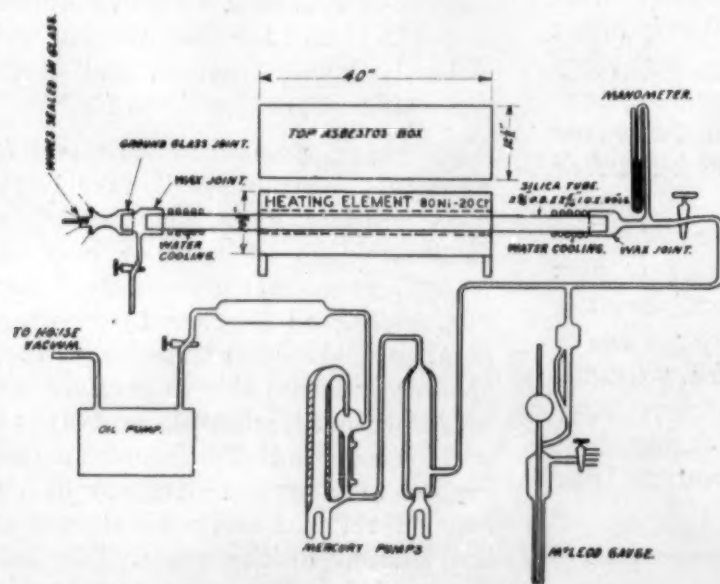 WIRES SEALED IN GLASS.
GROUND GLASS JOINT.
WAX JOINT.
40"
TOP ASBESTOS BOX
MANOMETER.
HEATING ELEMENT 80Ni-20Cr
SILICA TUBE.
WATER
COOLING.
WATER COOLING.
WAX JOINT.
TO HOUSE
VACUUM.
OIL PUMP.
MERCURY PUMPS
McLEOD GAUGE.